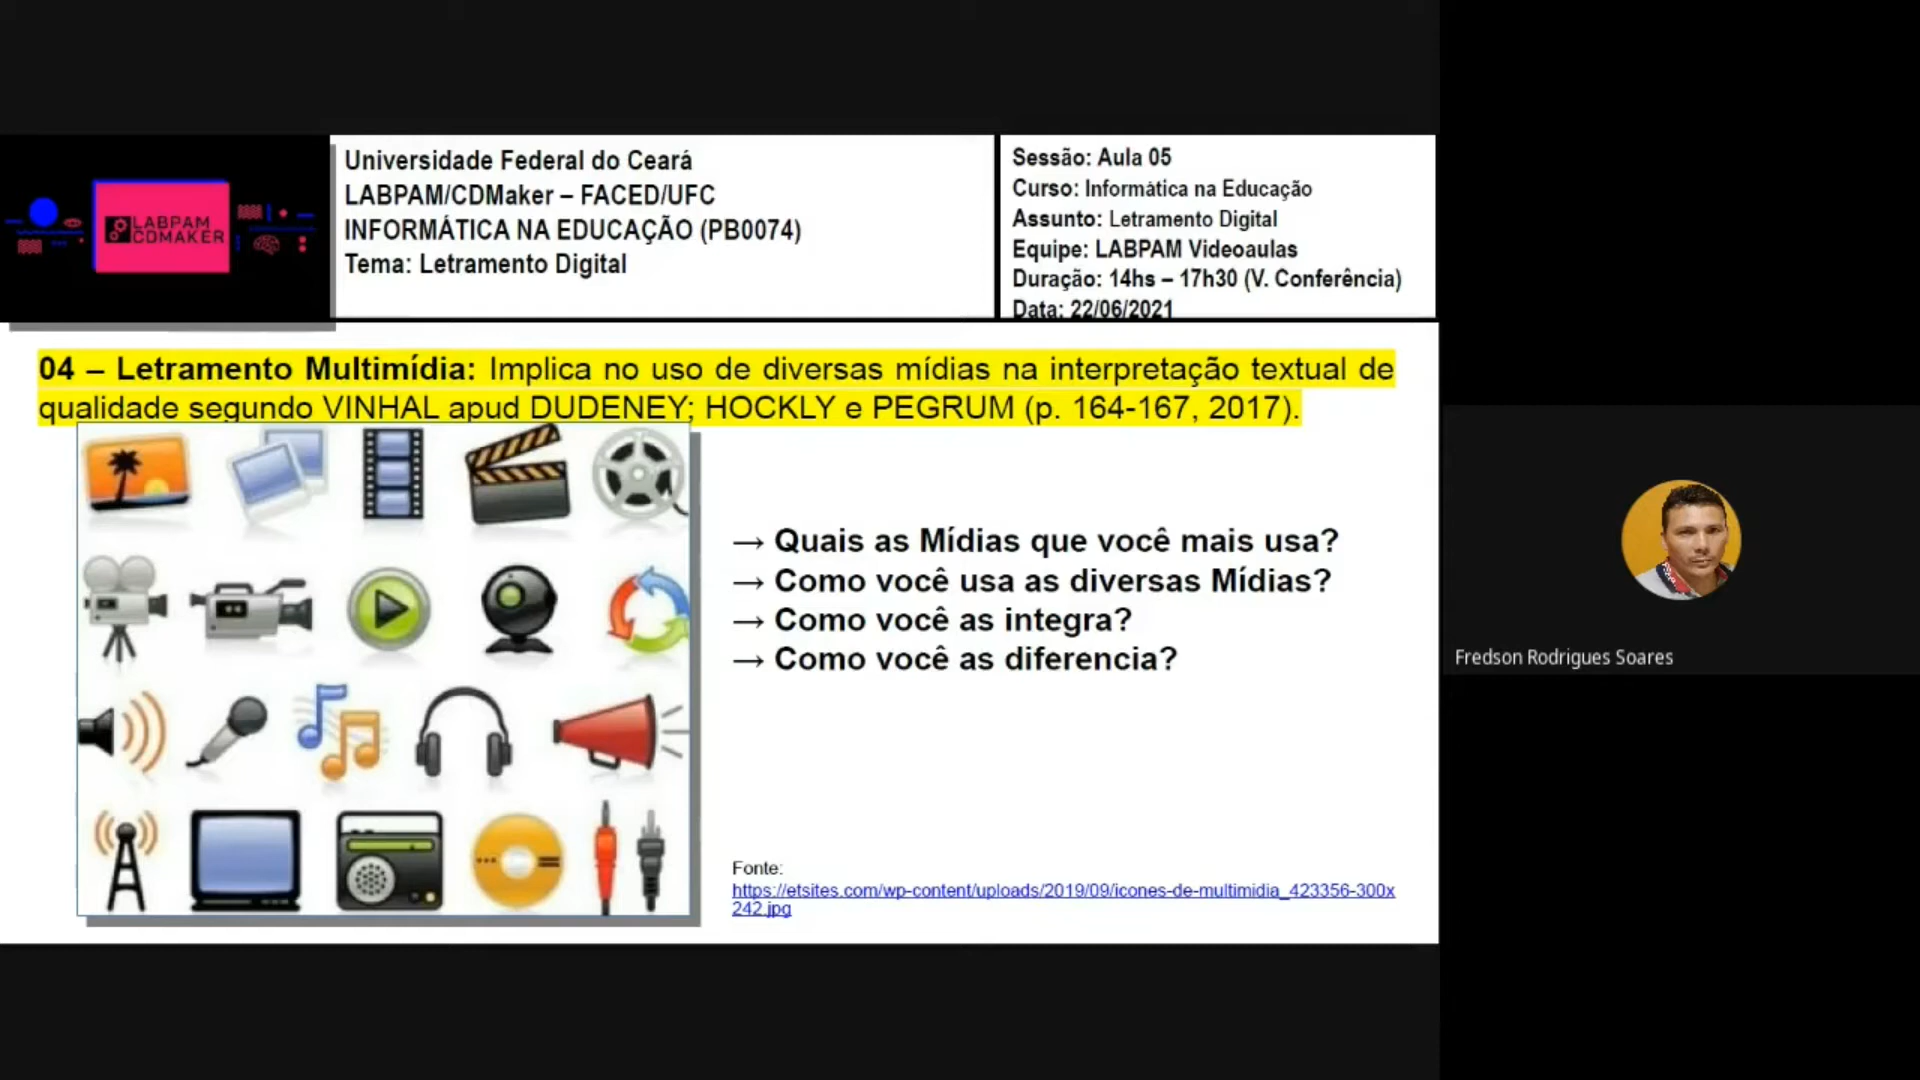 LABPAM
CDMAKER
Universidade Federal do Ceará
LABPAM/CDMaker – FACED/UFC
INFORMÁTICA NA EDUCAÇÃO (PB0074)
Tema: Letramento Digital
Sessão: Aula 05
Curso: Informática na Educação
Assunto: Letramento Digital
Equipe: LABPAM Videoaulas
Duração: 14hs – 17h30 (V. Conferência)
Data: 22/06/2021
04 – Letramento Multimídia: Implica no uso de diversas mídias na interpretação textual de
qualidade segundo VINHAL apud DUDENEY; HOCKLY e PEGRUM (p. 164-167, 2017).
→ Quais as Mídias que você mais usa?
→ Como você usa as diversas Mídias?
→ Como você as integra?
→ Como você as diferencia?
Fonte:
https://etsites.com/wp-content/uploads/2019/09/icones-de-multimidia_423356-300x
242.jpg
Fredson Rodrigues Soares